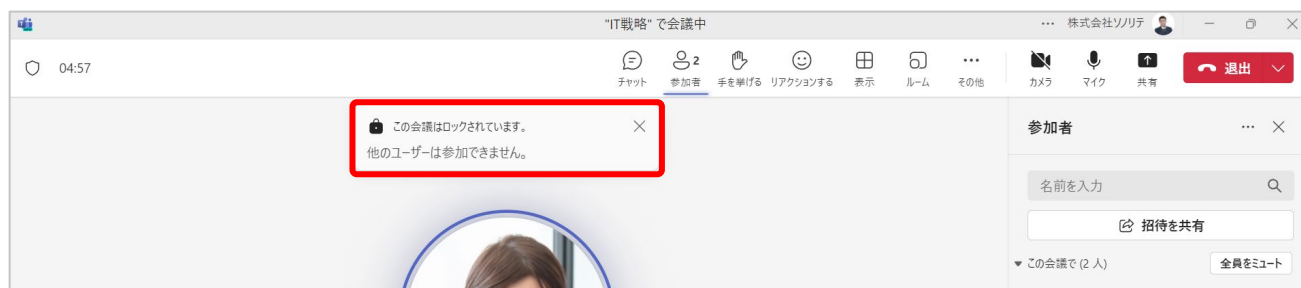 "IT戦略" で会議中
… 株式会社ソノリテ
04:57
チャット
参加者 2
手を挙げる
リアクションする
表示
ルーム
その他
カメラ
マイク
共有
退出
この会議はロックされています。
他のユーザーは参加できません。
参加者
名前を入力
招待を共有
この会議で (2 人)
全員をミュート